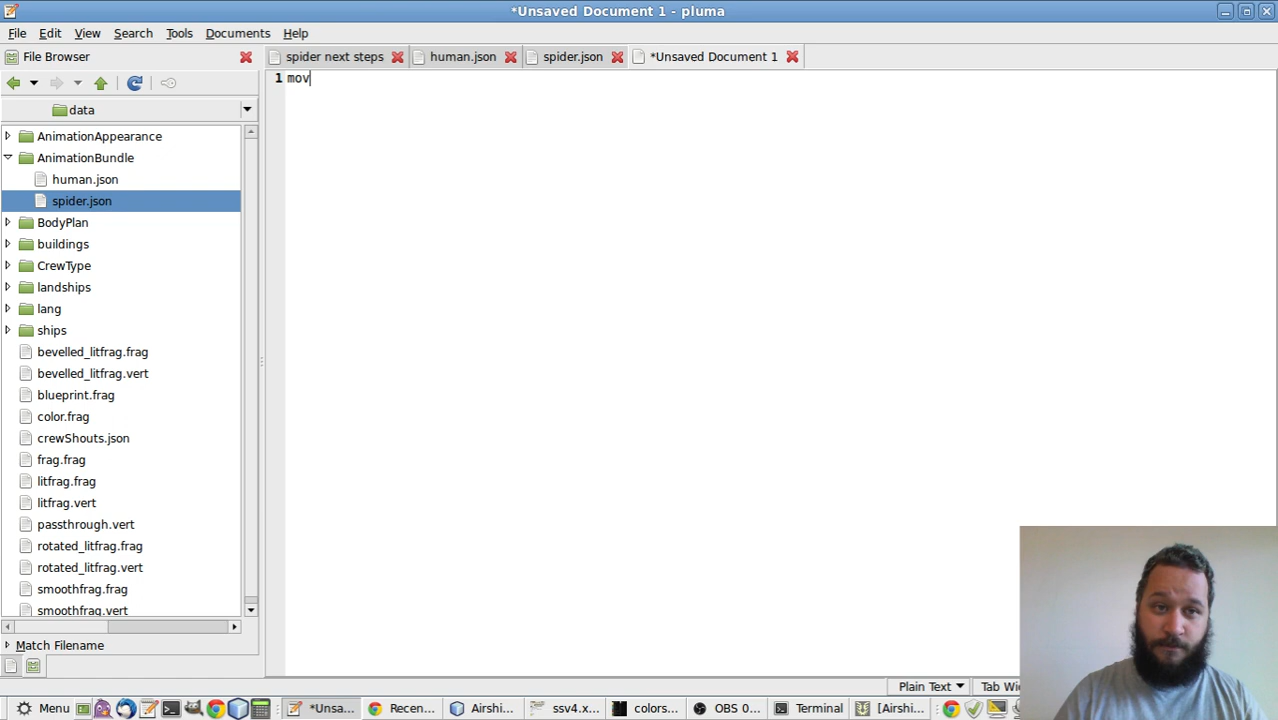 *Unsaved Document 1 - pluma
File Edit View Search Tools Documents Help
File Browser
spider next steps human.json spider.json *Unsaved Document 1
data
1 mov
AnimationAppearance
AnimationBundle
human.json
spider.json
BodyPlan
buildings
CrewType
landships
lang
ships
bevelled_litfrag.frag
bevelled_litfrag.vert
blueprint.frag
color.frag
crewShouts.json
frag.frag
litfrag.frag
litfrag.vert
passthrough.vert
rotated_litfrag.frag
rotated_litfrag.vert
smoothfrag.frag
smoothfrag.vert
Match Filename
Plain Text Tab Wi
Menu *Unsa... Recen... Airshi... ssv4.x... colors... OBS 0... Terminal [Airshi...